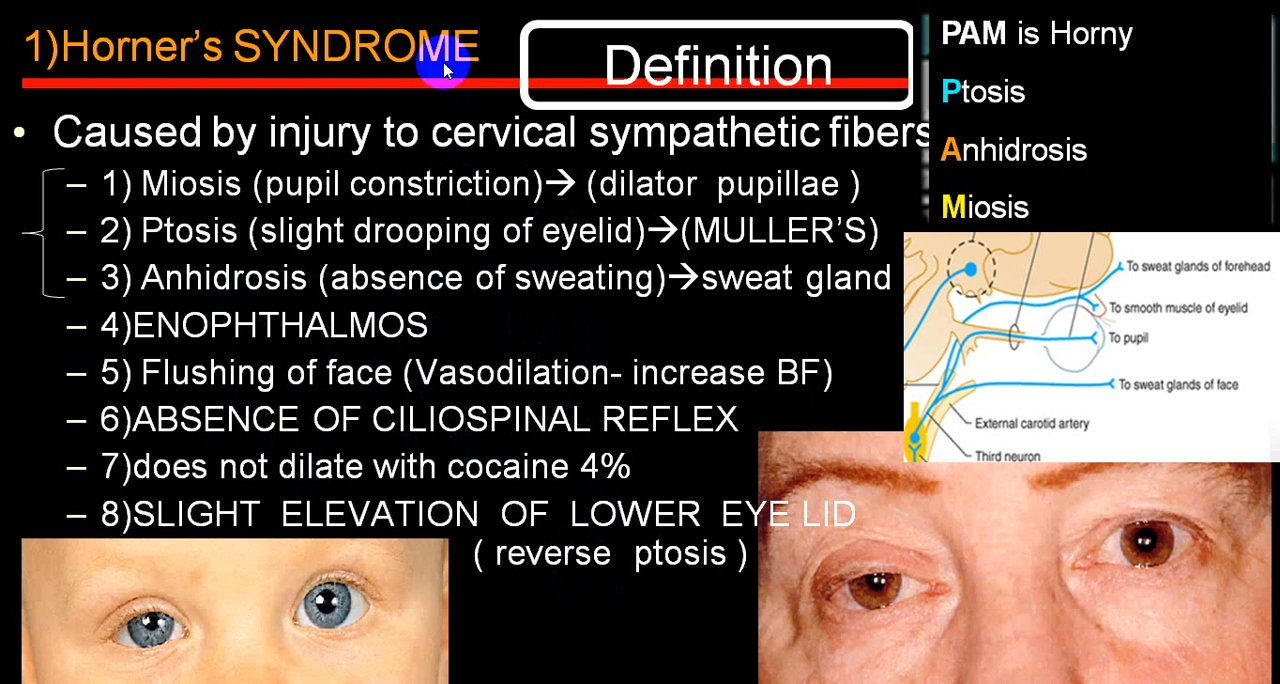 1)Horner's SYNDROME
Definition
• Caused by injury to cervical sympathetic fibers
– 1) Miosis (pupil constriction)→ (dilator pupillae )
– 2) Ptosis (slight drooping of eyelid)→(MULLER'S)
– 3) Anhidrosis (absence of sweating)→sweat gland
– 4)ENOPHTHALMOS
– 5) Flushing of face (Vasodilation- increase BF)
– 6)ABSENCE OF CILIOSPINAL REFLEX
– 7)does not dilate with cocaine 4%
– 8)SLIGHT ELEVATION OF LOWER EYE LID
( reverse ptosis )
PAM is Horny
Ptosis
Anhidrosis
Miosis
To sweat glands of forehead
To smooth muscle of eyelid
To pupil
To sweat glands of face
External carotid artery
Third neuron